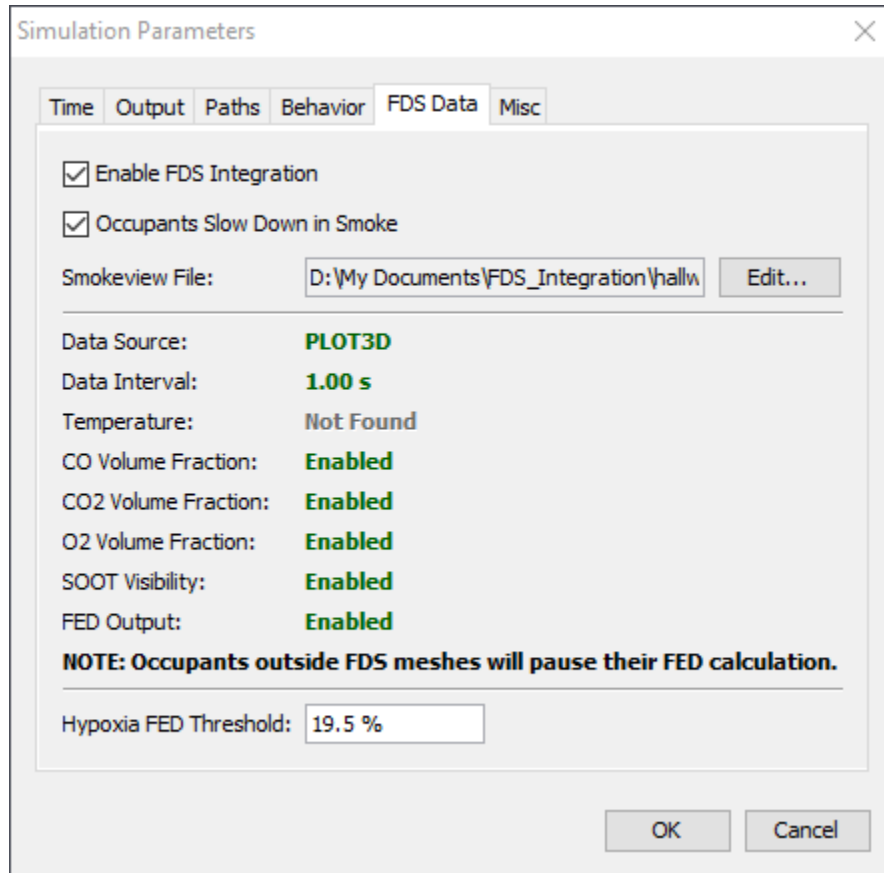 Simulation Parameters
Time Output Paths Behavior FDS Data Misc
Enable FDS Integration
Occupants Slow Down in Smoke
Smokeview File: D:\My Documents\FDS_Integration\hallw Edit...
Data Source: PLOT3D
Data Interval: 1.00 s
Temperature: Not Found
CO Volume Fraction: Enabled
CO2 Volume Fraction: Enabled
O2 Volume Fraction: Enabled
SOOT Visibility: Enabled
FED Output: Enabled
NOTE: Occupants outside FDS meshes will pause their FED calculation.
Hypoxia FED Threshold: 19.5 %
OK Cancel